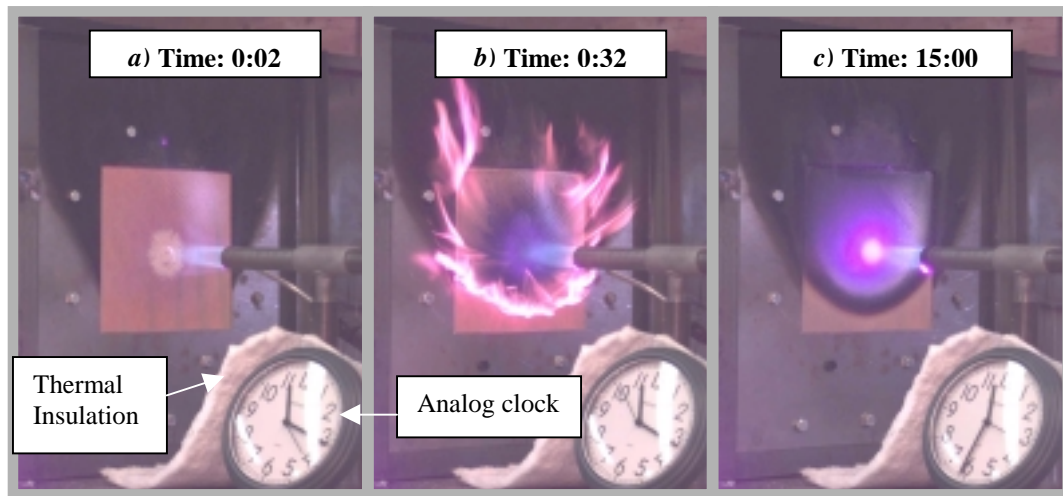 a) Time: 0:02
b) Time: 0:32
c) Time: 15:00
Thermal
Insulation
Analog clock